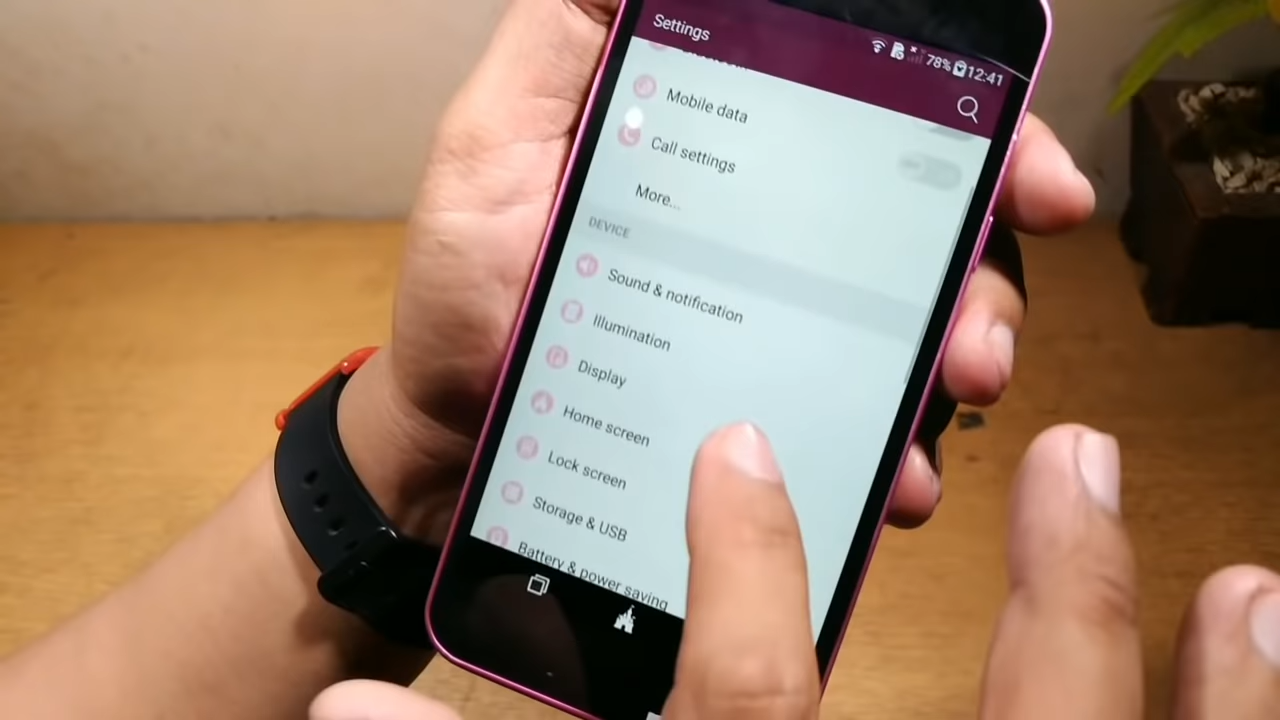 Settings
78% 12:41
Mobile data
Call settings
More...
DEVICE
Sound & notification
Illumination
Display
Home screen
Lock screen
Storage & USB
Battery & power saving